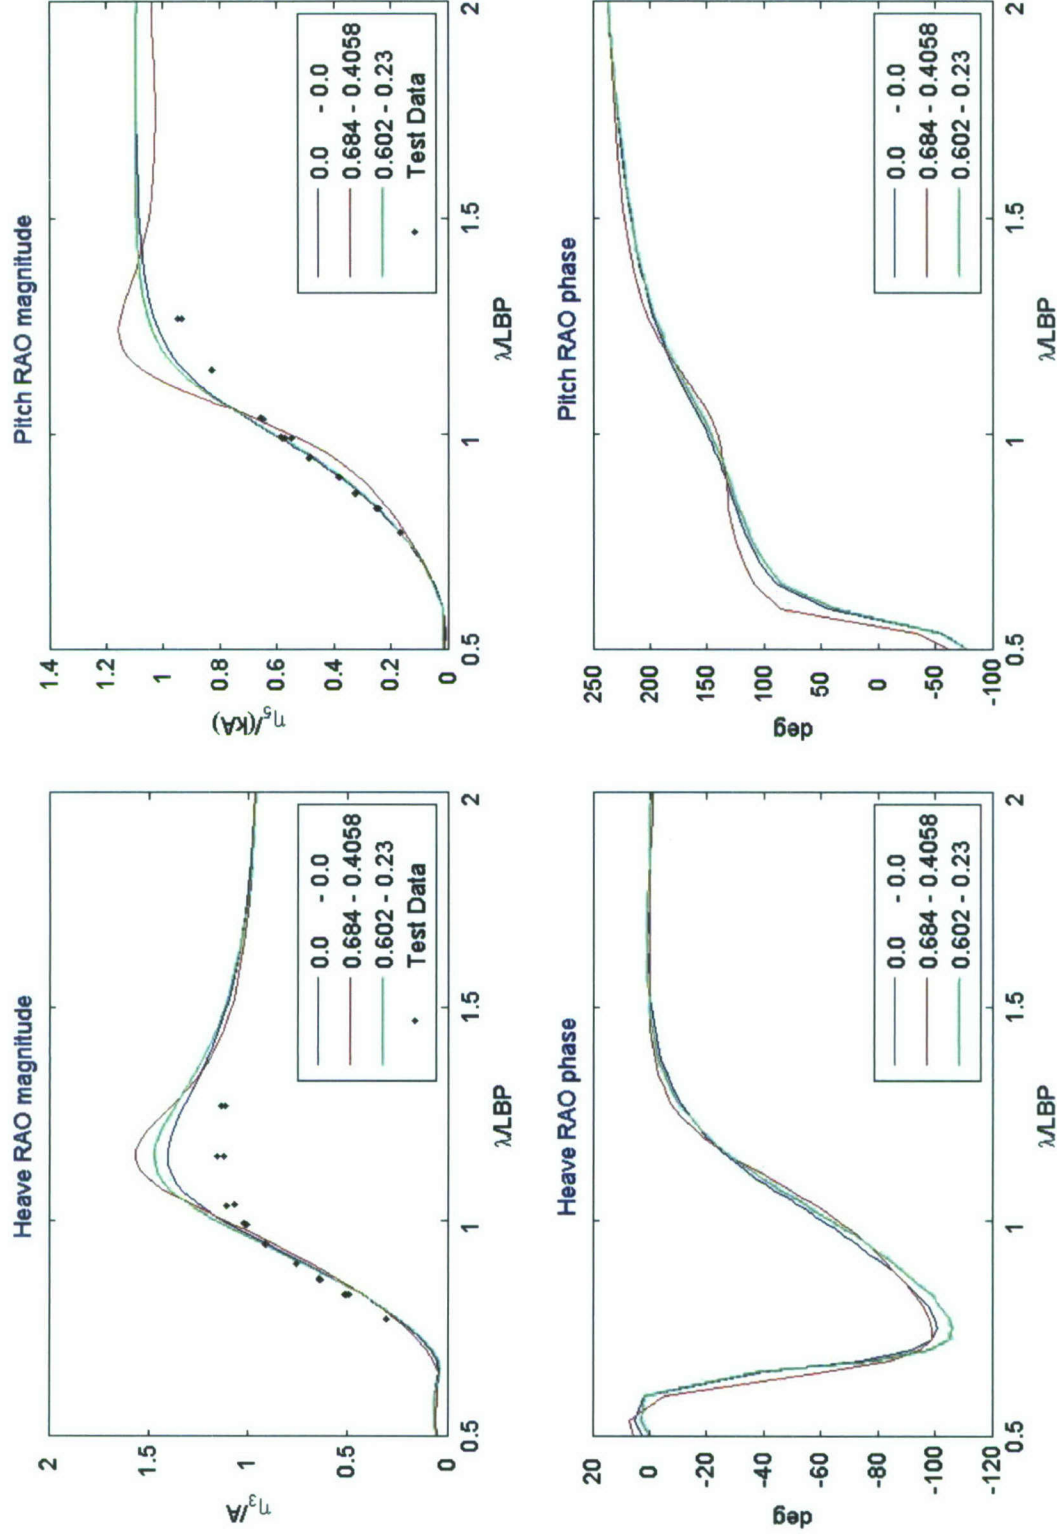 Heave RAO magnitude
η₃/A
2
1.5
1
0.5
0
0.0 - 0.0
0.684 - 0.4058
0.602 - 0.23
Test Data
0.5
1
1.5
2
λ/LBP
Pitch RAO magnitude
η₅/(kA)
1.4
1.2
1
0.8
0.6
0.4
0.2
0
0.0 - 0.0
0.684 - 0.4058
0.602 - 0.23
Test Data
0.5
1
1.5
2
λ/LBP
Heave RAO phase
deg
20
0
-20
-40
-60
-80
-100
-120
0.0 - 0.0
0.684 - 0.4058
0.602 - 0.23
0.5
1
1.5
2
λ/LBP
Pitch RAO phase
deg
250
200
150
100
50
0
-50
-100
0.0 - 0.0
0.684 - 0.4058
0.602 - 0.23
0.5
1
1.5
2
λ/LBP